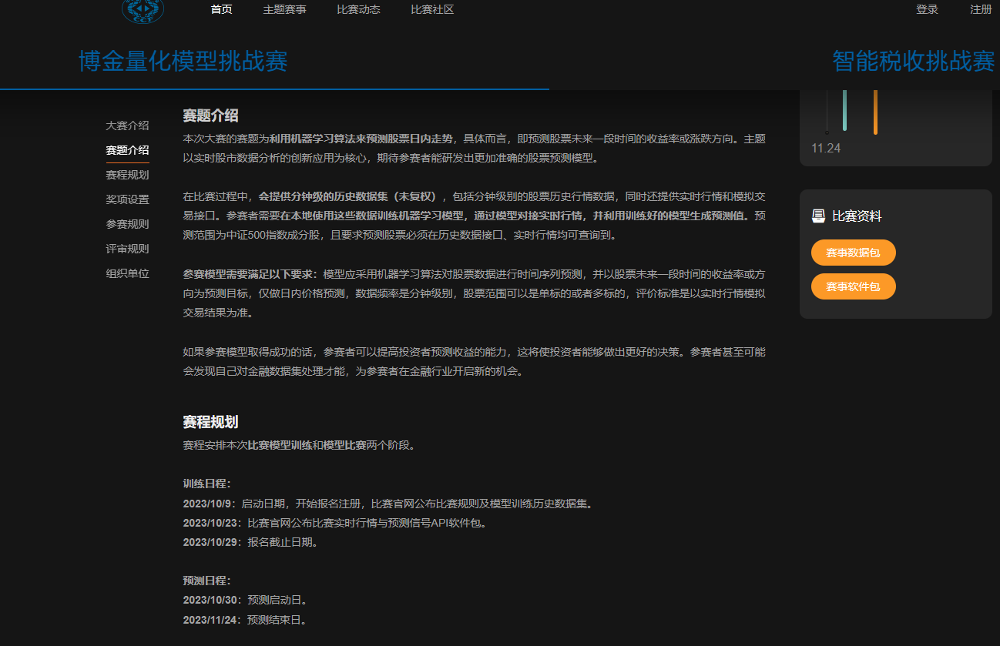 CCF
首页 主题赛事 比赛动态 比赛社区 登录 注册
博金量化模型挑战赛 智能税收挑战赛
大赛介绍
赛题介绍
赛程规划
奖项设置
参赛规则
评审规则
组织单位
赛题介绍
本次大赛的赛题为利用机器学习算法来预测股票日内走势，具体而言，即预测股票未来一段时间的收益率或涨跌方向。主题
以实时股市数据分析的创新应用为核心，期待参赛者能研发出更加准确的股票预测模型。
在比赛过程中，会提供分钟级的历史数据集（未复权），包括分钟级别的股票历史行情数据，同时还提供实时行情和模拟交
易接口。参赛者需要在本地使用这些数据训练机器学习模型，通过模型对接实时行情，并利用训练好的模型生成预测值。预
测范围为中证500指数成分股，且要求预测股票必须在历史数据接口、实时行情均可查询到。
参赛模型需要满足以下要求：模型应采用机器学习算法对股票数据进行时间序列预测，并以股票未来一段时间的收益率或方
向为预测目标，仅做日内价格预测，数据频率是分钟级别，股票范围可以是单标的或者多标的，评价标准是以实时行情模拟
交易结果为准。
如果参赛模型取得成功的话，参赛者可以提高投资者预测收益的能力，这将使投资者能够做出更好的决策。参赛者甚至可能
会发现自己对金融数据集处理才能，为参赛者在金融行业开启新的机会。
赛程规划
赛程安排本次比赛模型训练和模型比赛两个阶段。
训练日程：
2023/10/9：启动日期，开始报名注册，比赛官网公布比赛规则及模型训练历史数据集。
2023/10/23：比赛官网公布比赛实时行情与预测信号API软件包。
2023/10/29：报名截止日期。
预测日程：
2023/10/30：预测启动日。
2023/11/24：预测结束日。
11.24
比赛资料
赛事数据包
赛事软件包